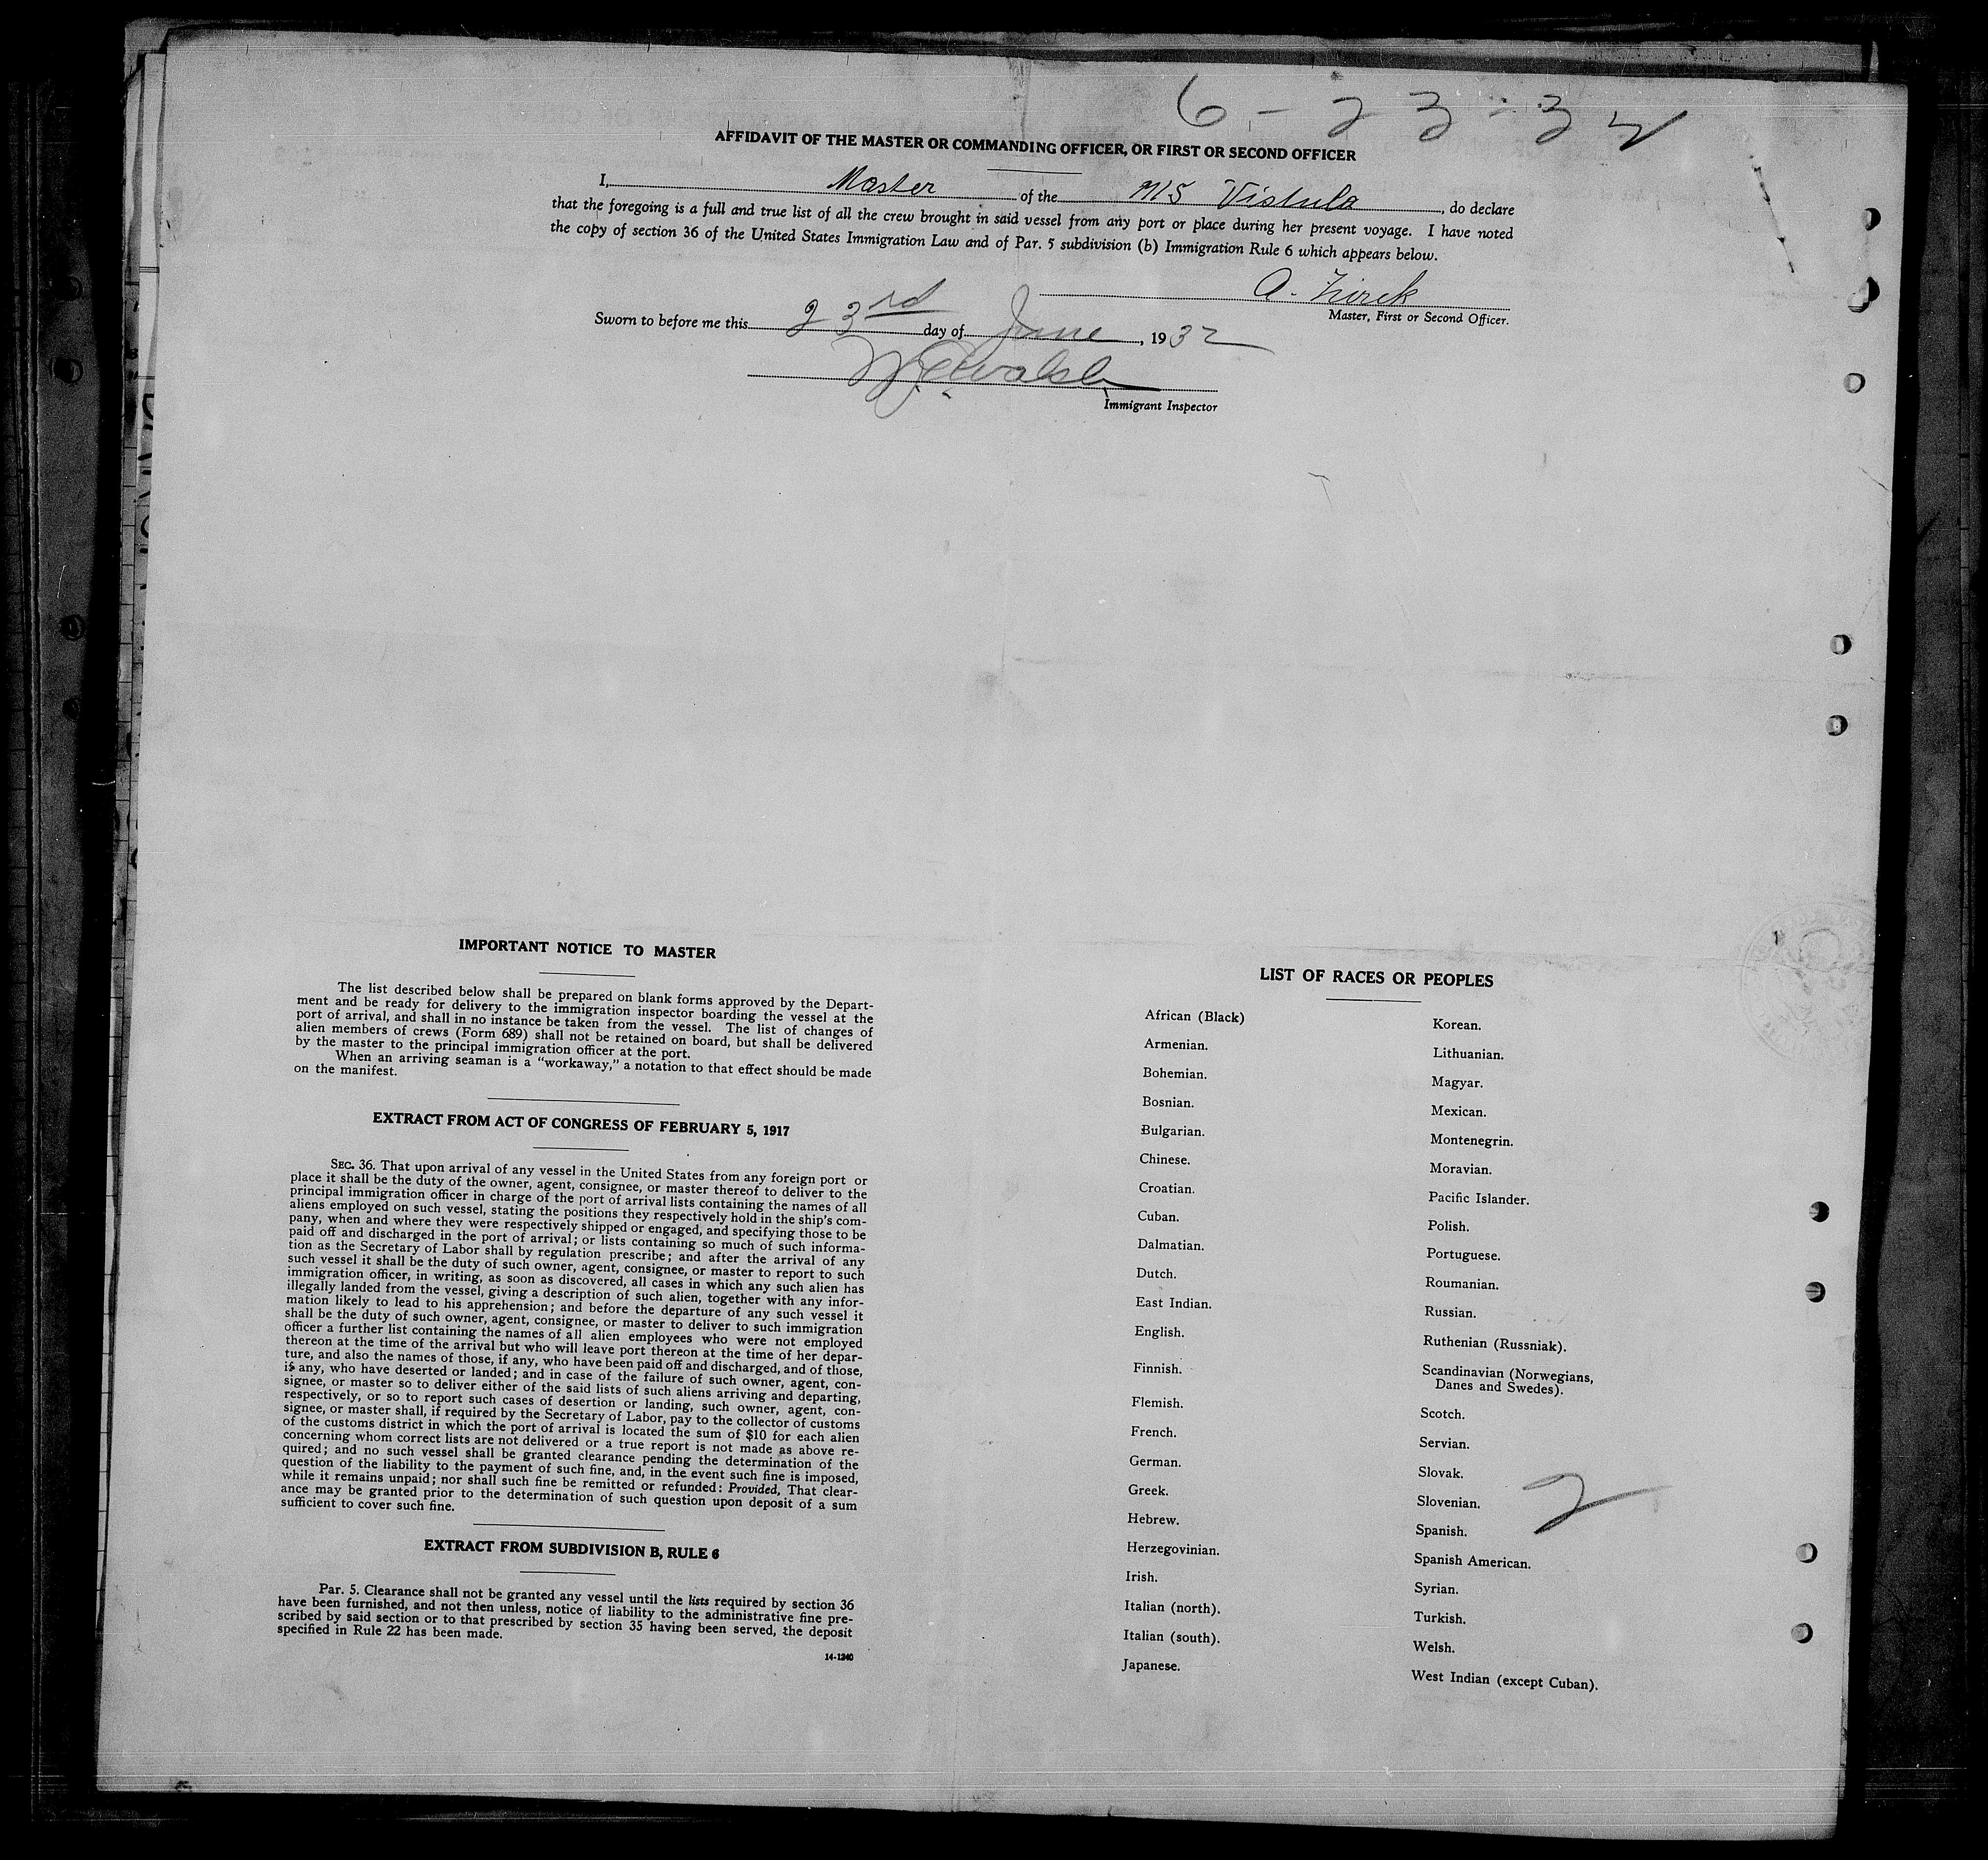 6-23-32
AFFIDAVIT OF THE MASTER OR COMMANDING OFFICER, OR FIRST OR SECOND OFFICER
I, Master of the M/S Vistula, do declare
that the foregoing is a full and true list of all the crew brought in said vessel from any port or place during her present voyage. I have noted
the copy of section 36 of the United States Immigration Law and of Par. 5 subdivision (b) Immigration Rule 6 which appears below.
A.
Master, First or Second Officer.
Sworn to before me this 23rd day of June, 1932
Walsh
Immigrant Inspector
IMPORTANT NOTICE TO MASTER
The list described below shall be prepared on blank forms approved by the Depart-
ment and be ready for delivery to the immigration inspector boarding the vessel at the
port of arrival, and shall in no instance be taken from the vessel. The list of changes of
alien members of crews (Form 689) shall not be retained on board, but shall be delivered
by the master to the principal immigration officer at the port.
When an arriving seaman is a "workaway," a notation to that effect should be made
on the manifest.
EXTRACT FROM ACT OF CONGRESS OF FEBRUARY 5, 1917
SEC. 36. That upon arrival of any vessel in the United States from any foreign port or
place it shall be the duty of the owner, agent, consignee, or master thereof to deliver to the
principal immigration officer in charge of the port of arrival lists containing the names of all
aliens employed on such vessel, stating the positions they respectively hold in the ship's com-
pany, when and where they were respectively shipped or engaged, and specifying those to be
paid off and discharged in the port of arrival; or lists containing so much of such informa-
tion as the Secretary of Labor shall by regulation prescribe; and after the arrival of any
such vessel it shall be the duty of such owner, agent, consignee, or master to report to such
immigration officer, in writing, as soon as discovered, all cases in which any such alien has
illegally landed from the vessel, giving a description of such alien, together with any infor-
mation likely to lead to his apprehension; and before the departure of any such vessel it
shall be the duty of such owner, agent, consignee, or master to deliver to such immigration
officer a further list containing the names of all alien employees who were not employed
thereon at the time of the arrival but who will leave port thereon at the time of her depar-
ture, and also the names of those, if any, who have been paid off and discharged, and of those,
if any, who have deserted or landed; and in case of the failure of such owner, agent, con-
signee, or master so to deliver either of the said lists of such aliens arriving and departing,
respectively, or so to report such cases of desertion or landing, such owner, agent, con-
signee, or master shall, if required by the Secretary of Labor, pay to the collector of customs
of the customs district in which the port of arrival is located the sum of $10 for each alien
concerning whom correct lists are not delivered or a true report is not made as above re-
quired; and no such vessel shall be granted clearance pending the determination of the
question of the liability to the payment of such fine, and, in the event such fine is imposed,
while it remains unpaid; nor shall such fine be remitted or refunded: Provided, That clear-
ance may be granted prior to the determination of such question upon deposit of a sum
sufficient to cover such fine.
EXTRACT FROM SUBDIVISION B, RULE 6
Par. 5. Clearance shall not be granted any vessel until the lists required by section 36
have been furnished, and not then unless, notice of liability to the administrative fine pre-
scribed by said section or to that prescribed by section 35 having been served, the deposit
specified in Rule 22 has been made.
14-1240
LIST OF RACES OR PEOPLES
African (Black)
Armenian.
Bohemian.
Bosnian.
Bulgarian.
Chinese.
Croatian.
Cuban.
Dalmatian.
Dutch.
East Indian.
English.
Finnish.
Flemish.
French.
German.
Greek.
Hebrew.
Herzegovinian.
Irish.
Italian (north).
Italian (south).
Japanese.
Korean.
Lithuanian.
Magyar.
Mexican.
Montenegrin.
Moravian.
Pacific Islander.
Polish.
Portuguese.
Roumanian.
Russian.
Ruthenian (Russniak).
Scandinavian (Norwegians,
Danes and Swedes).
Scotch.
Servian.
Slovak.
Slovenian.
Spanish.
Spanish American.
Syrian.
Turkish.
Welsh.
West Indian (except Cuban).
2